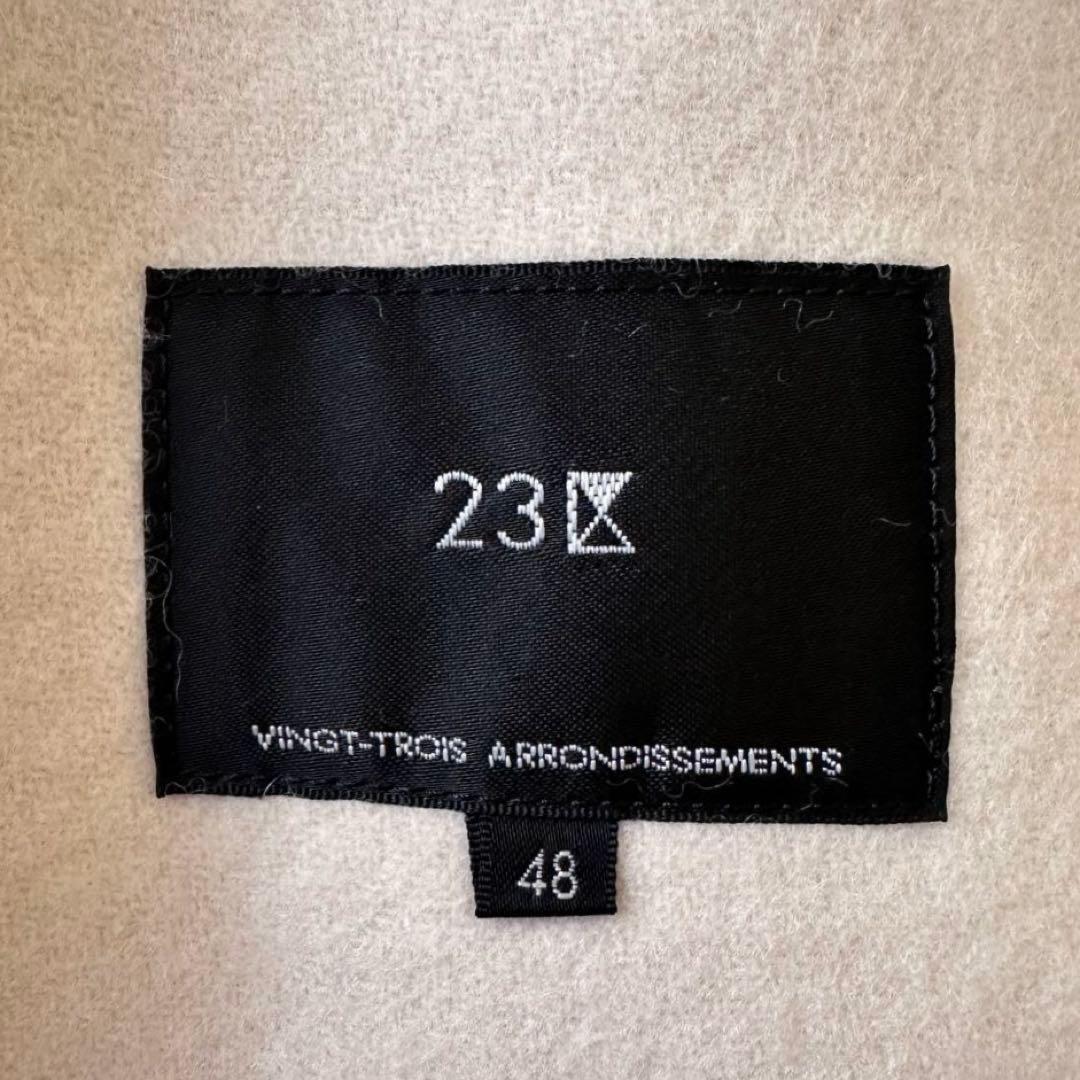 23区
VINGT-TROIS ARRONDISSEMENTS
48